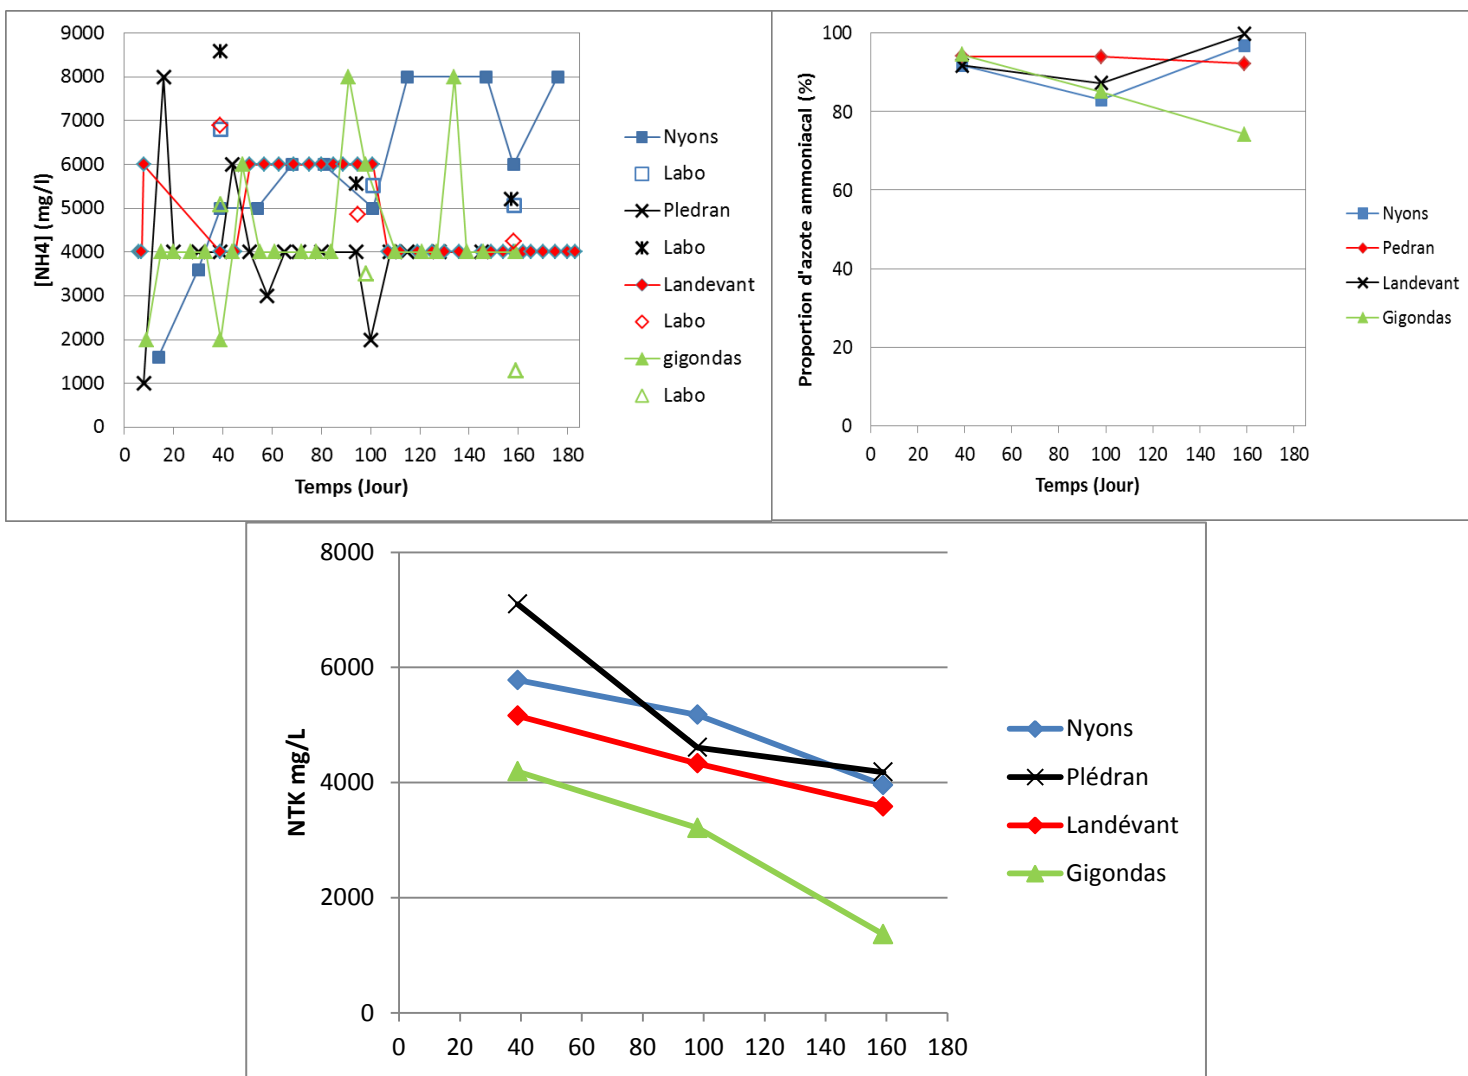 [NH4] (mg/l)
9000
8000
7000
6000
5000
4000
3000
2000
1000
0
0 20 40 60 80 100 120 140 160 180
Temps (Jour)
Nyons
Labo
Pledran
Labo
Landevant
Labo
gigondas
Labo
Proportion d'azote ammoniacal (%)
100
80
60
40
20
0
0 20 40 60 80 100 120 140 160 180
Temps (Jour)
Nyons
Pedran
Landevant
Gigondas
NTK mg/L
8000
6000
4000
2000
0
0 20 40 60 80 100 120 140 160 180
Nyons
Plédran
Landévant
Gigondas